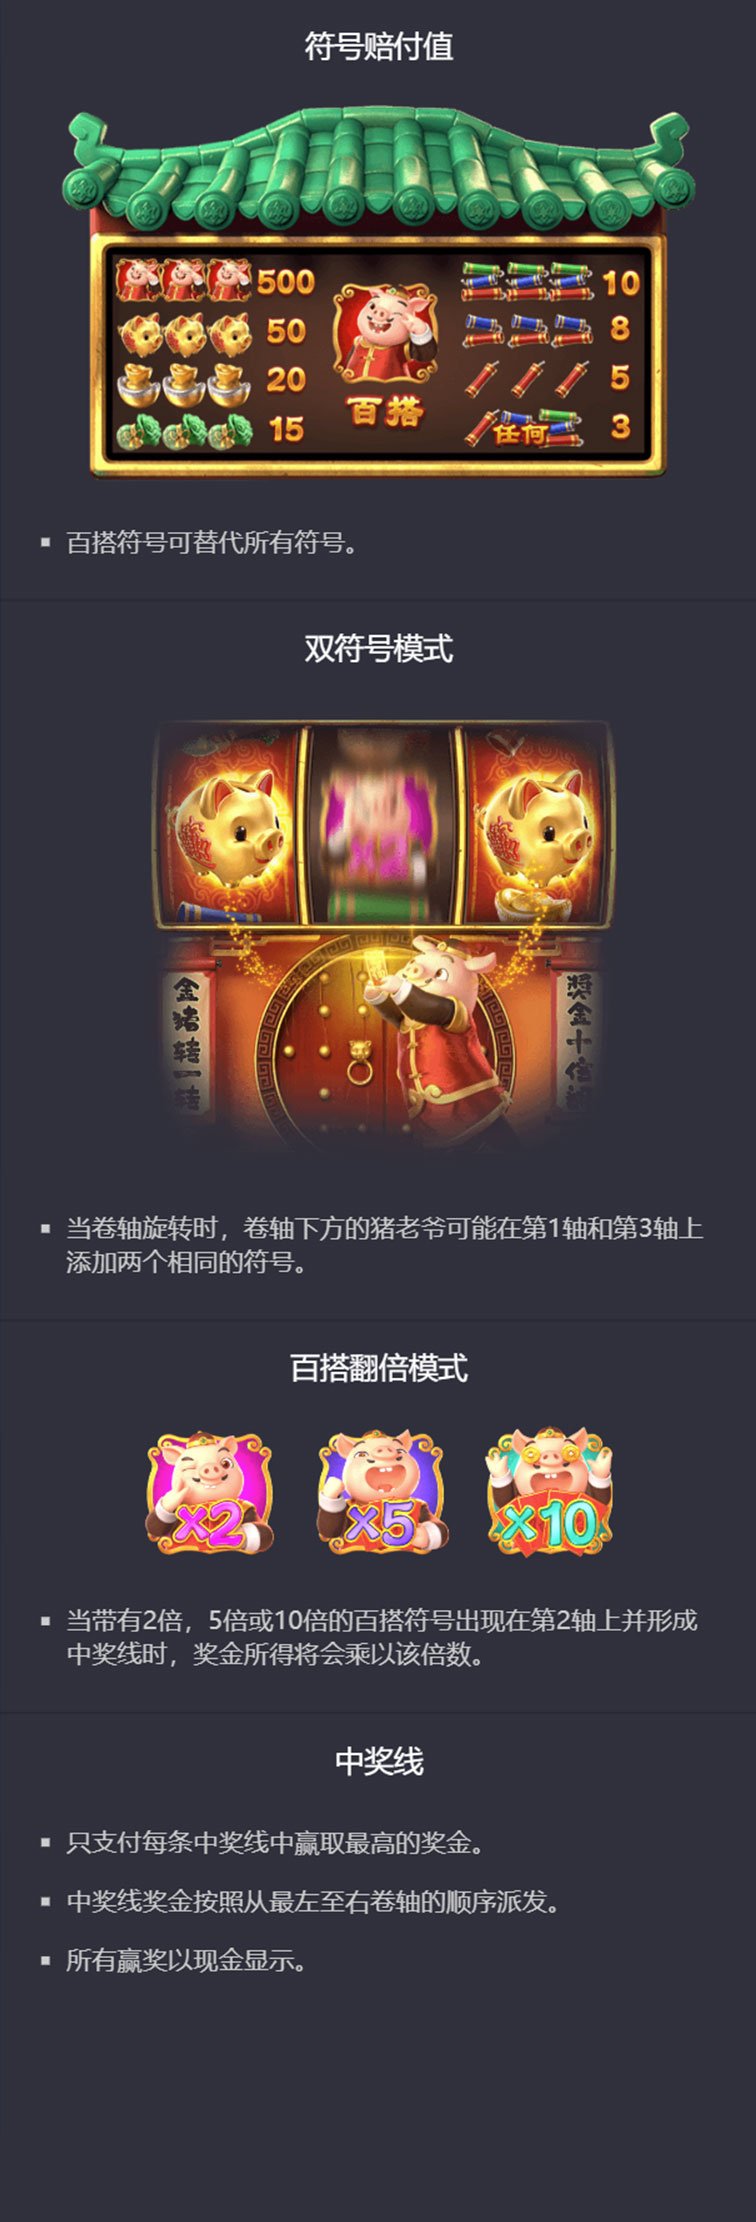 符号赔付值
500
50
20
15
百搭
10
8
5
任何
3
百搭符号可替代所有符号。
双符号模式
x2
金猪转一转
百搭翻倍模式
x2
x5
x10
当卷轴旋转时，卷轴下方的猪老爷可能在第1轴和第3轴上
添加两个相同的符号。
当带有2倍，5倍或10倍的百搭符号出现在第2轴上并形成
中奖线时，奖金所得将会乘以该倍数。
中奖线
只支付每条中奖线中赢取最高的奖金。
中奖线奖金按照从最左至右卷轴的顺序派发。
所有赢奖以现金显示。